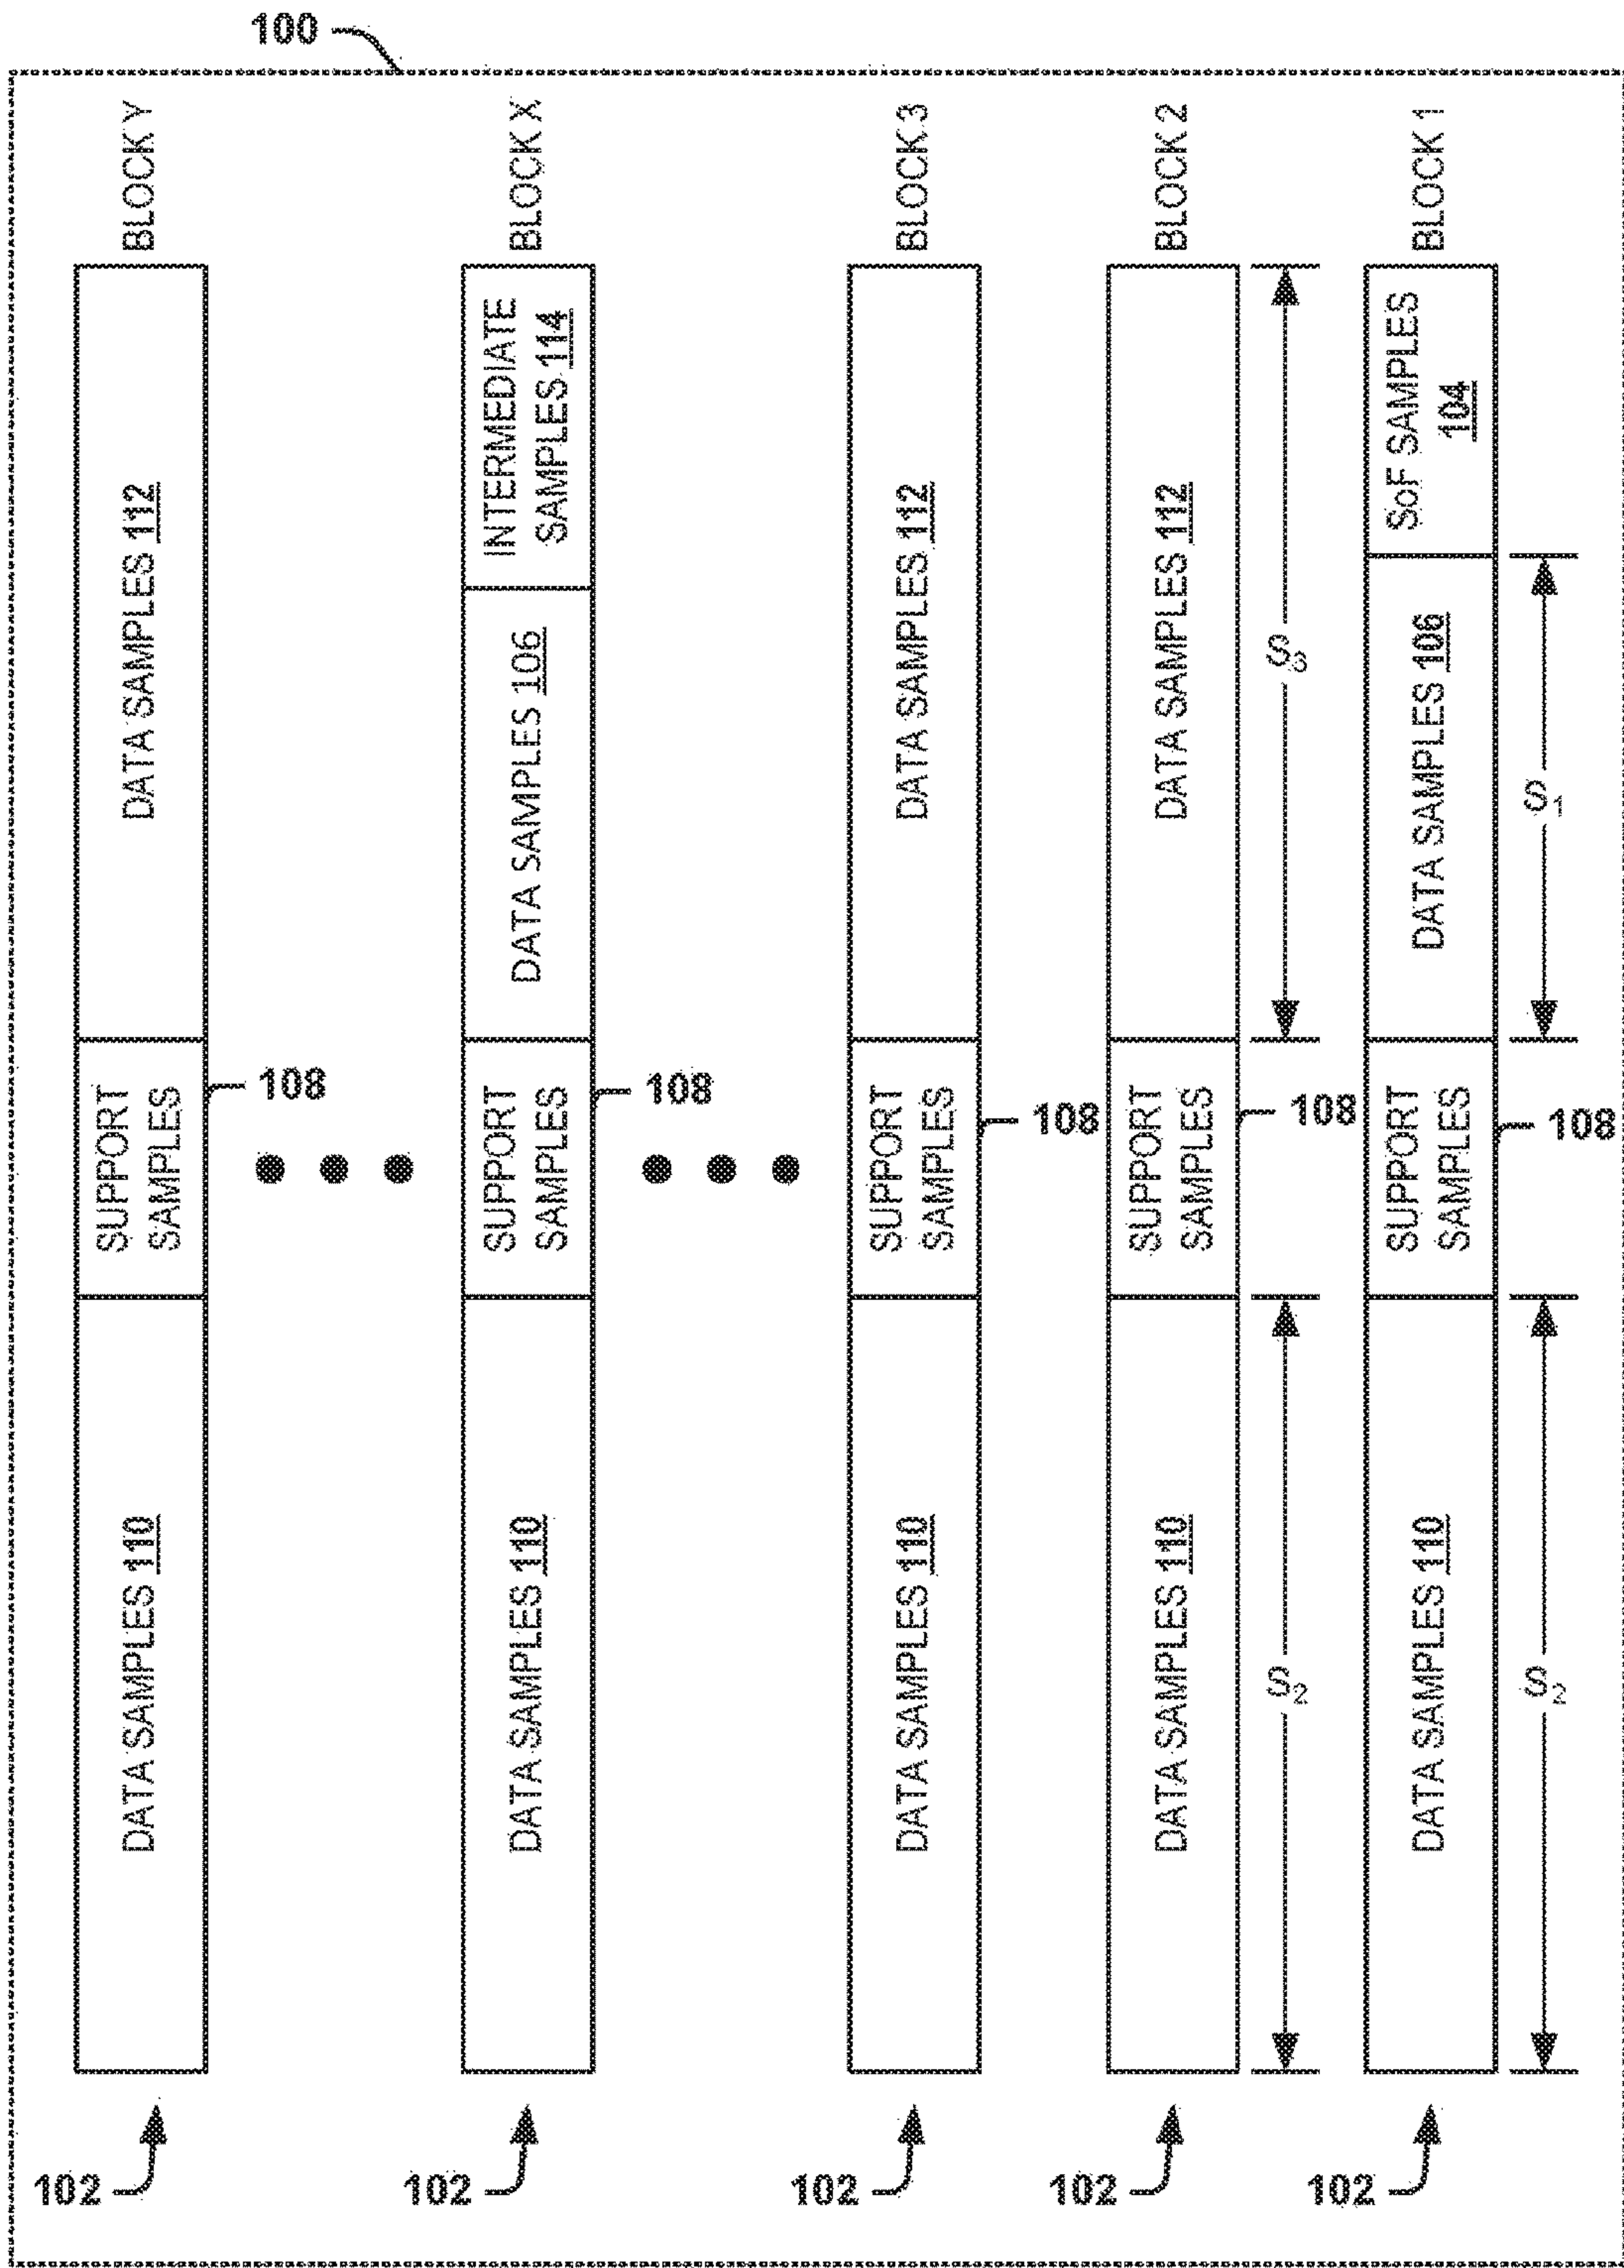 100
DATA SAMPLES 110
SUPPORT
SAMPLES
DATA SAMPLES 112
BLOCK Y
102
108
DATA SAMPLES 110
SUPPORT
SAMPLES
DATA SAMPLES 106
INTERMEDIATE
SAMPLES 114
BLOCK X
102
108
DATA SAMPLES 110
SUPPORT
SAMPLES
DATA SAMPLES 112
BLOCK 3
102
108
DATA SAMPLES 110
SUPPORT
SAMPLES
DATA SAMPLES 112
BLOCK 2
102
108
S2
S3
DATA SAMPLES 110
SUPPORT
SAMPLES
DATA SAMPLES 106
SoF SAMPLES
104
BLOCK 1
102
108
S2
S1